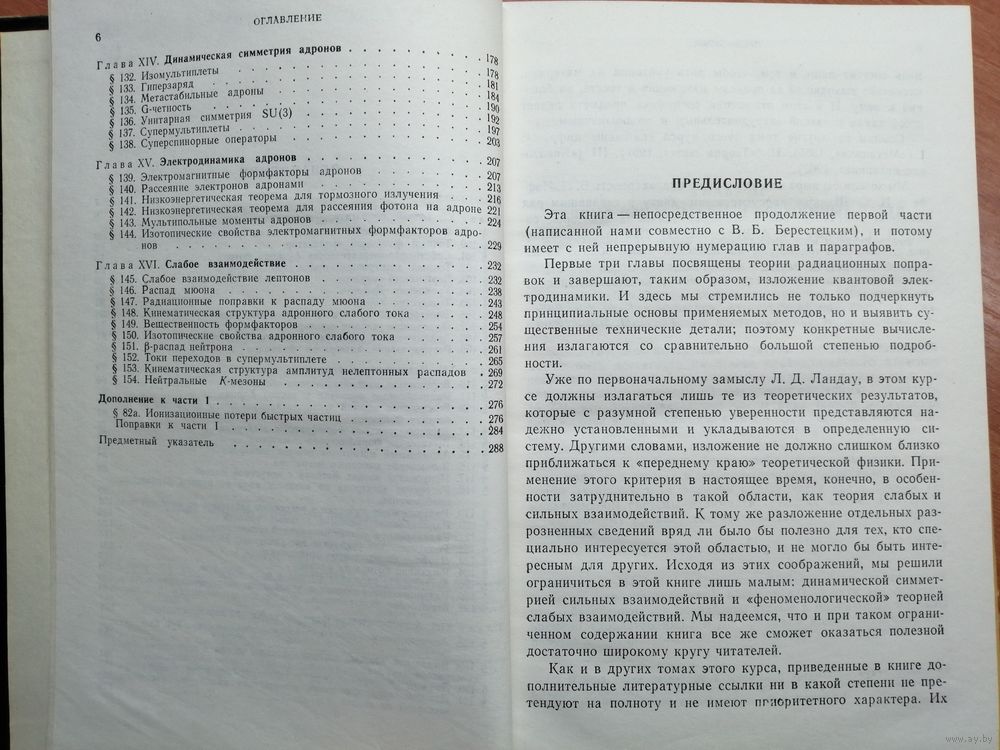 6
ОГЛАВЛЕНИЕ
Глава XIV. Динамическая симметрия адронов . . . . . . . . . . 178
§ 132. Изомультиплеты . . . . . . . . . . 178
§ 133. Гиперзаряд . . . . . . . . . . 181
§ 134. Метастабильные адроны . . . . . . . . . . 184
§ 135. G-четность . . . . . . . . . . 190
§ 136. Унитарная симметрия SU(3) . . . . . . . . . . 192
§ 137. Супермультиплеты . . . . . . . . . . 197
§ 138. Суперспинорные операторы . . . . . . . . . . 203
Глава XV. Электродинамика адронов . . . . . . . . . . 207
§ 139. Электромагнитные формфакторы адронов . . . . . . . . 207
§ 140. Рассеяние электронов адронами . . . . . . . . . . 213
§ 141. Низкоэнергетическая теорема для тормозного излучения . . . . 216
§ 142. Низкоэнергетическая теорема для рассеяния фотона на адроне 221
§ 143. Мультипольные моменты адронов . . . . . . . . . . 224
§ 144. Изотопические свойства электромагнитных формфакторов адро-
нов . . . . . . . . . . 229
Глава XVI. Слабое взаимодействие . . . . . . . . . . 232
§ 145. Слабое взаимодействие лептонов . . . . . . . . . . 232
§ 146. Распад мюона . . . . . . . . . . 238
§ 147. Радиационные поправки к распаду мюона . . . . . . . . 243
§ 148. Кинематическая структура адронного слабого тока . . . . . . 248
§ 149. Вещественность формфакторов . . . . . . . . . . 254
§ 150. Изотопические свойства адронного слабого тока . . . . . . 257
§ 151. β-распад нейтрона . . . . . . . . . . 261
§ 152. Токи переходов в супермультиплете . . . . . . . . . . 265
§ 153. Кинематическая структура амплитуд нелептонных распадов . . 269
§ 154. Нейтральные K-мезоны . . . . . . . . . . 272
Дополнение к части I . . . . . . . . . . 276
§ 82а. Ионизационные потери быстрых частиц . . . . . . . . . . 276
Поправки к части I . . . . . . . . . . 284
Предметный указатель . . . . . . . . . . 288
ПРЕДИСЛОВИЕ
Эта книга — непосредственное продолжение первой части
(написанной нами совместно с В. Б. Берестецким), и потому
имеет с ней непрерывную нумерацию глав и параграфов.
Первые три главы посвящены теории радиационных попра-
вок и завершают, таким образом, изложение квантовой элек-
тродинамики. И здесь мы стремились не только подчеркнуть
принципиальные основы применяемых методов, но и выявить су-
щественные технические детали; поэтому конкретные вычисле-
ния излагаются со сравнительно большой степенью подроб-
ности.
Уже по первоначальному замыслу Л. Д. Ландау, в этом кур-
се должны излагаться лишь те из теоретических результатов,
которые с разумной степенью уверенности представляются на-
дежно установленными и укладываются в определенную си-
стему. Другими словами, изложение не должно слишком близко
приближаться к «переднему краю» теоретической физики. При-
менение этого критерия в настоящее время, конечно, в особен-
ности затруднительно в такой области, как теория слабых и
сильных взаимодействий. К тому же разложение отдельных раз-
розненных сведений вряд ли было бы полезно для тех, кто спе-
циально интересуется этой областью, и не могло бы быть инте-
ресным для других. Исходя из этих соображений, мы решили
ограничиться в этой книге лишь малым: динамической симмет-
рией сильных взаимодействий и «феноменологической» теорией
слабых взаимодействий. Мы надеемся, что и при таком ограни-
ченном содержании книга все же сможет оказаться полезной
достаточно широкому кругу читателей.
Как и в других томах этого курса, приведенные в книге до-
полнительные литературные ссылки ни в какой степени не пре-
тендуют на полноту и не имеют приоритетного характера. Их
www.ay.by